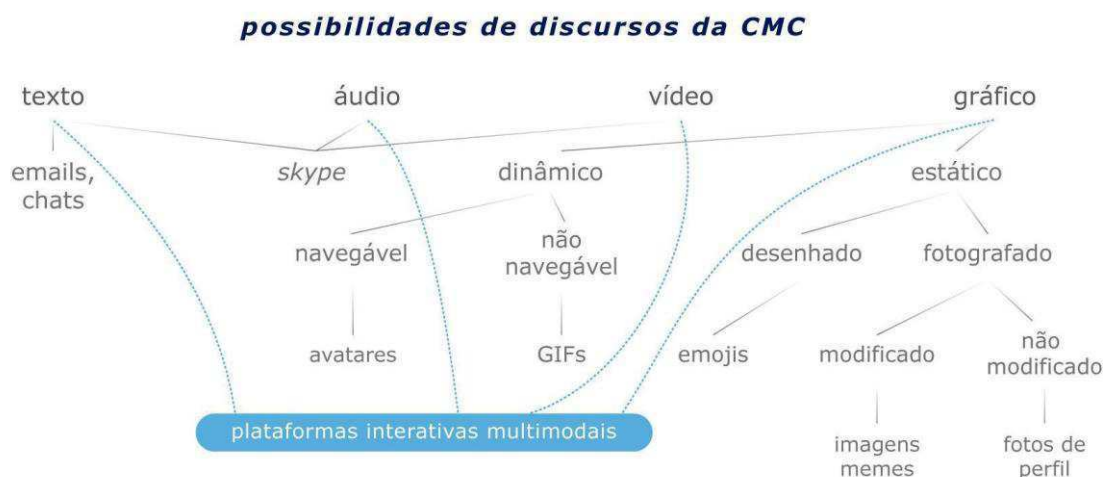 possibilidades de discursos da CMC
texto
áudio
vídeo
gráfico
emails,
chats
skype
dinâmico
estático
navegável
não
navegável
desenhado
fotografado
avatares
GIFs
emojis
modificado
não
modificado
plataformas interativas multimodais
imagens
memes
fotos de
perfil